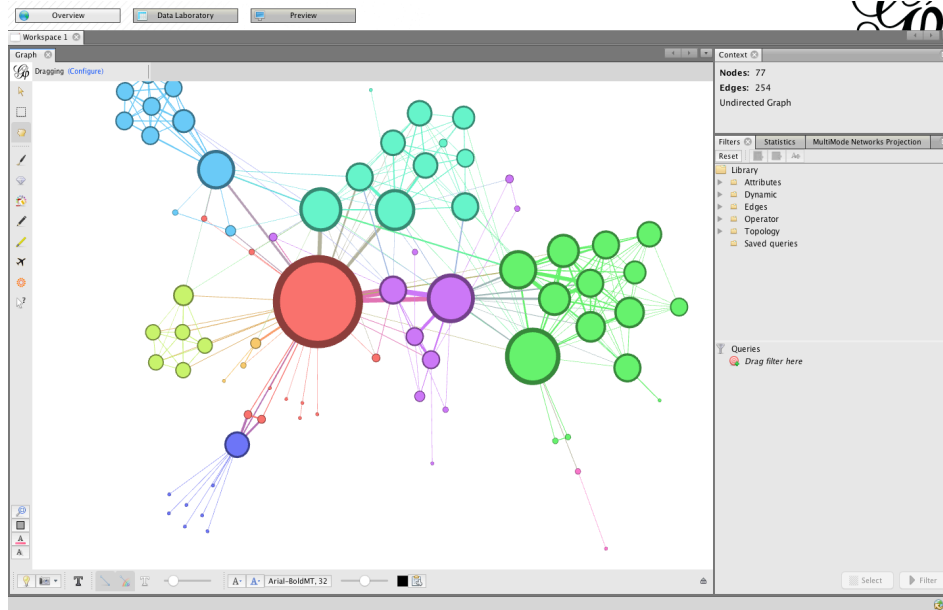 Overview Data Laboratory Preview
Workspace 1
Graph
Context
Dragging (Configure)
Nodes: 77
Edges: 254
Undirected Graph
Filters Statistics MultiMode Networks Projection
Reset
Library
Attributes
Dynamic
Edges
Operator
Topology
Saved queries
Queries
Drag filter here
A
A
T T A- A- Arial-BoldMT, 32
Select Filter